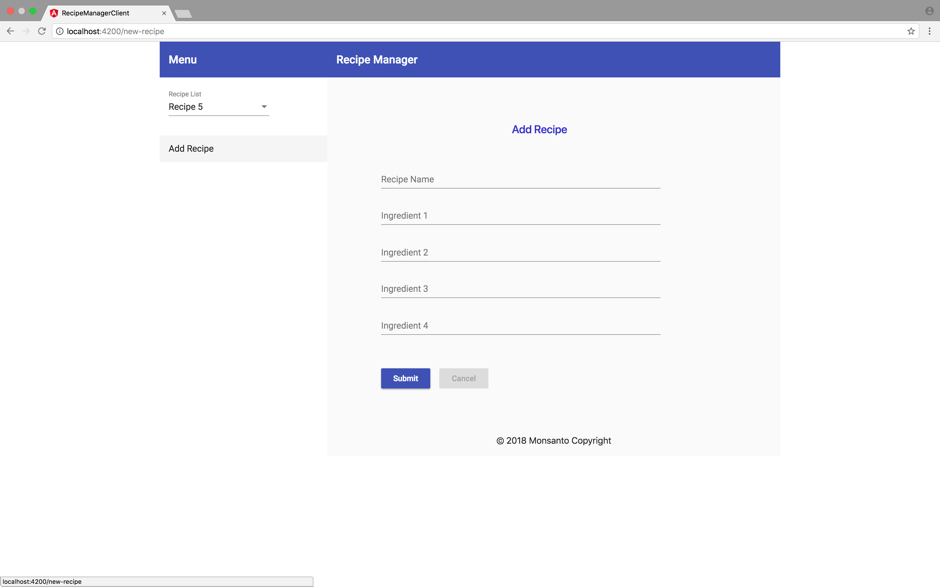 RecipeManagerClient
localhost:4200/new-recipe
Menu
Recipe Manager
Recipe List
Recipe 5
Add Recipe
Add Recipe
Recipe Name
Ingredient 1
Ingredient 2
Ingredient 3
Ingredient 4
Submit
Cancel
© 2018 Monsanto Copyright
localhost:4200/new-recipe